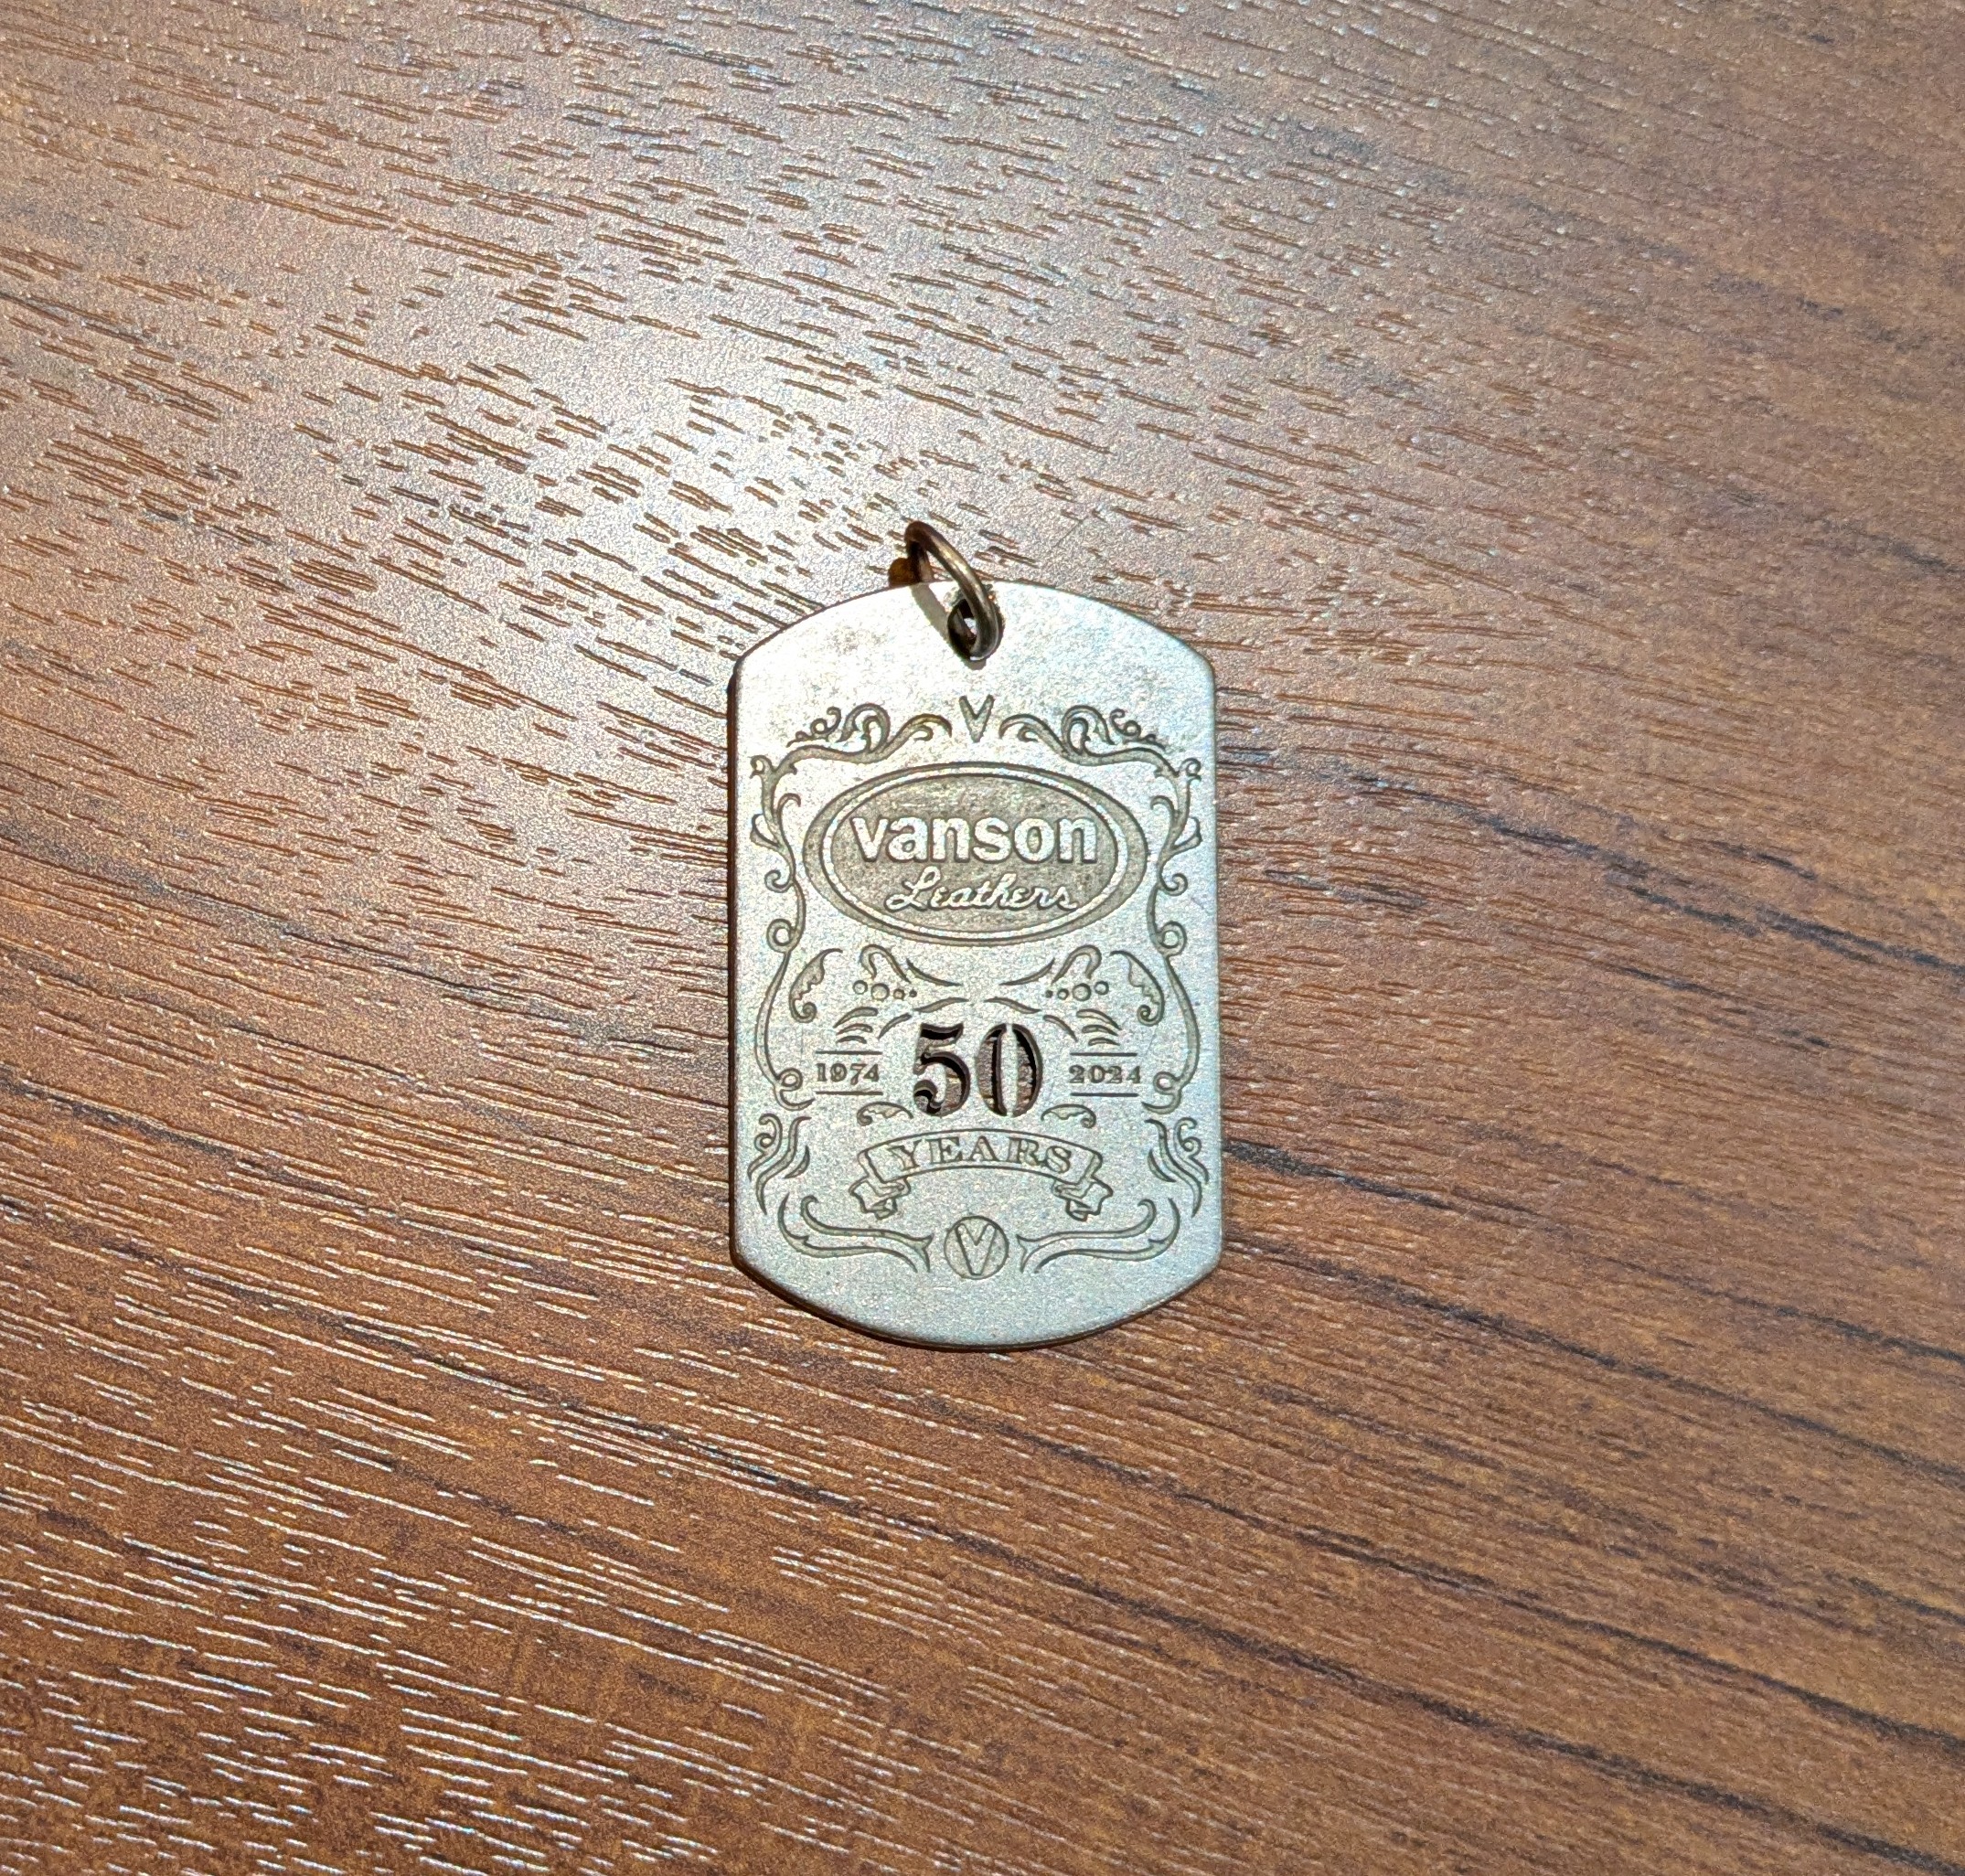 V
vanson
Leathers
1974 50 2024
YEARS
V